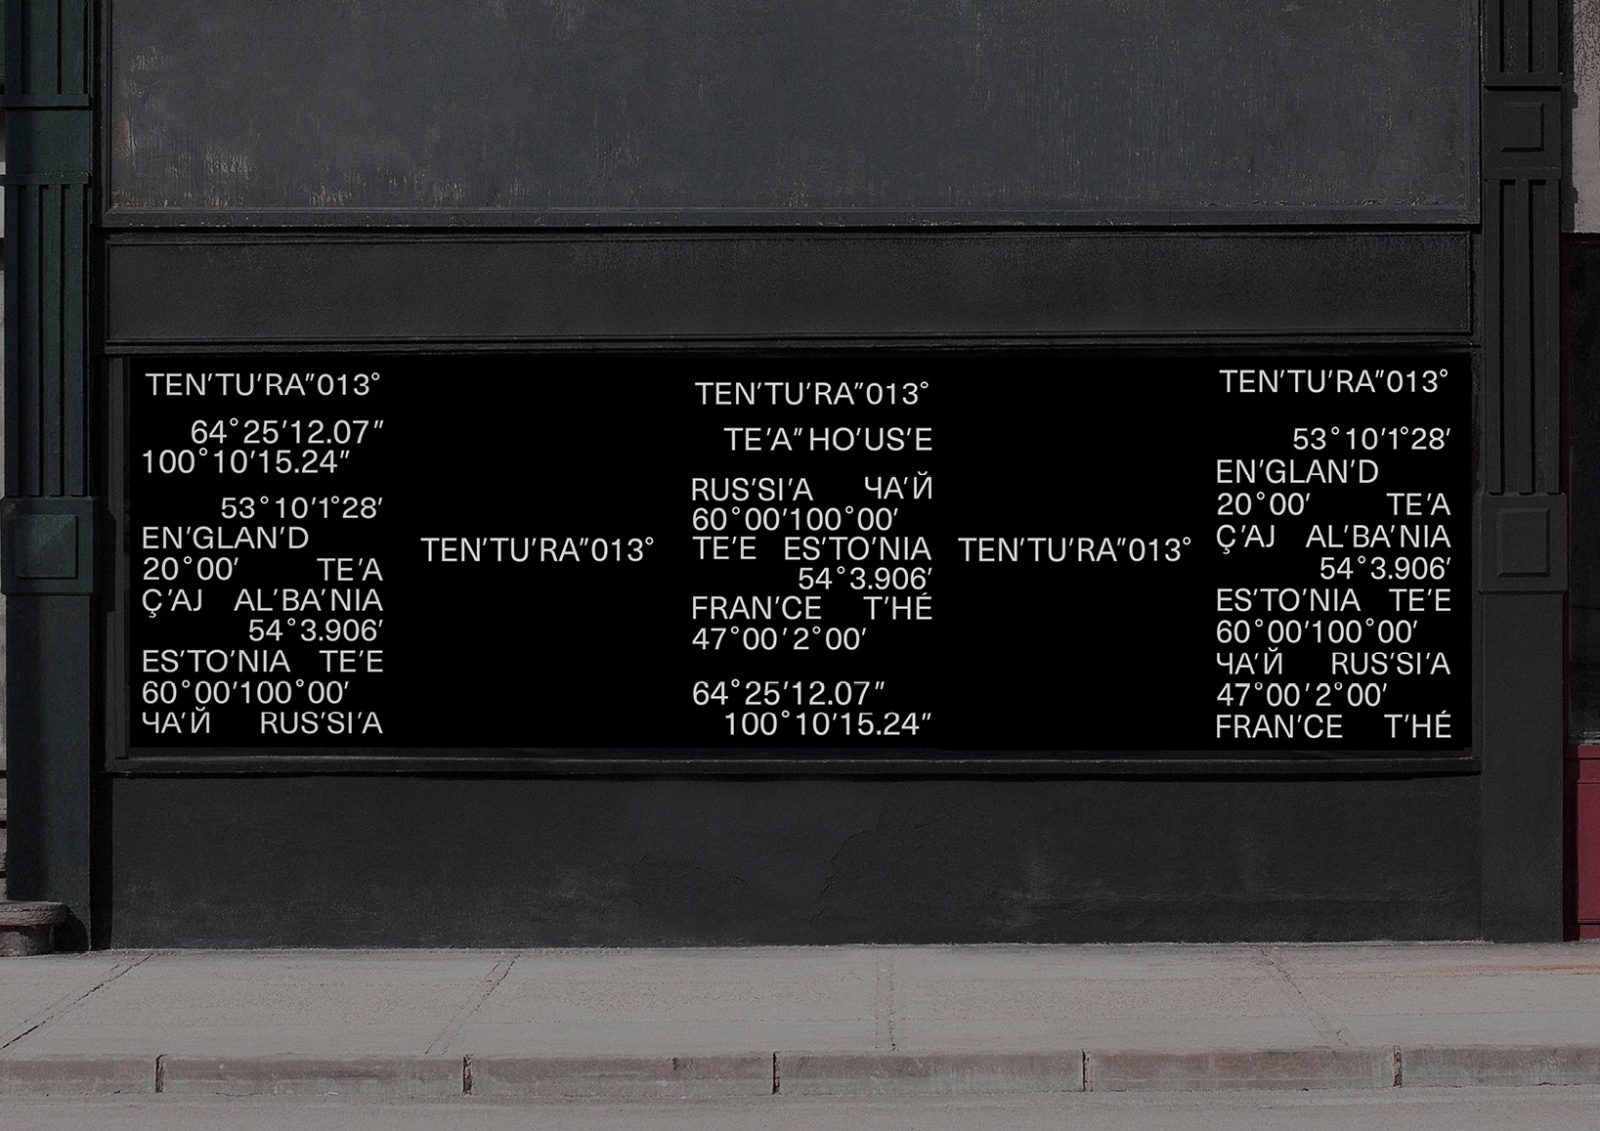 TEN'TU'RA"013°
64°25'12.07"
100°10'15.24"
53°10'1°28'
EN'GLAN'D
20°00' TE'A
Ç'AJ AL'BA'NIA
54°3.906'
ES'TO'NIA TE'E
60°00'100°00'
ЧА'Й RUS'SI'A
TEN'TU'RA"013°
TEN'TU'RA"013°
TE'A"HO'US'E
RUS'SI'A ЧА'Й
60°00'100°00'
TE'E ES'TO'NIA
54°3.906'
FRAN'CE T'HÉ
47°00'2°00'
64°25'12.07"
100°10'15.24"
TEN'TU'RA"013°
TEN'TU'RA"013°
53°10'1°28'
EN'GLAN'D
20°00' TE'A
Ç'AJ AL'BA'NIA
54°3.906'
ES'TO'NIA TE'E
60°00'100°00'
ЧА'Й RUS'SI'A
47°00'2°00'
FRAN'CE T'HÉ